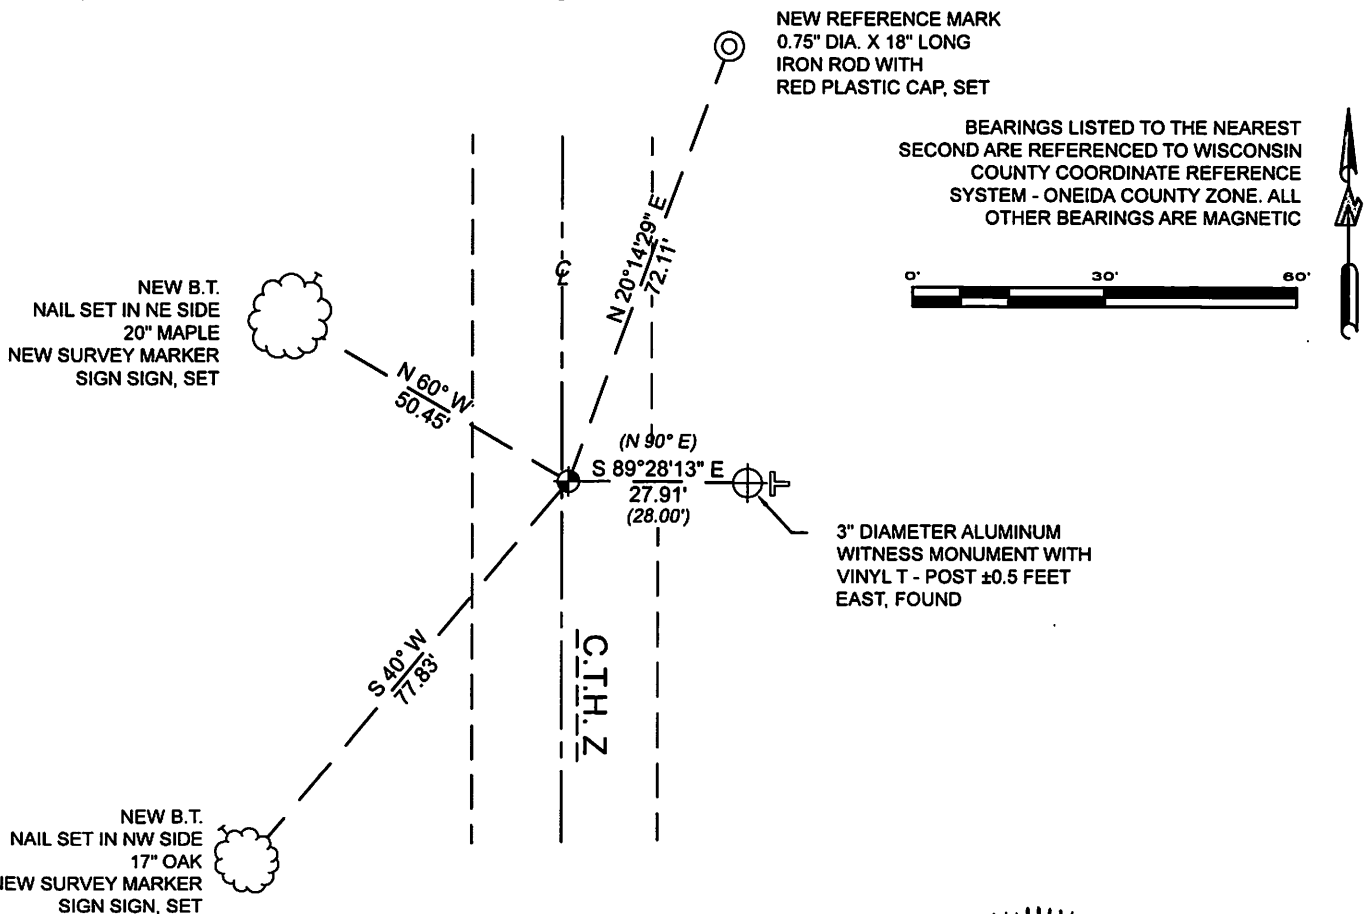 NEW REFERENCE MARK
0.75" DIA. X 18" LONG
IRON ROD WITH
RED PLASTIC CAP, SET
BEARINGS LISTED TO THE NEAREST
SECOND ARE REFERENCED TO WISCONSIN
COUNTY COORDINATE REFERENCE
SYSTEM - ONEIDA COUNTY ZONE. ALL
OTHER BEARINGS ARE MAGNETIC
0' 30' 60'
N 20°14'29" E
72.11'
℄
NEW B.T.
NAIL SET IN NE SIDE
20" MAPLE
NEW SURVEY MARKER
SIGN SIGN, SET
N 60° W
50.45'
(N 90° E)
S 89°28'13" E
27.91'
(28.00')
3" DIAMETER ALUMINUM
WITNESS MONUMENT WITH
VINYL T - POST ±0.5 FEET
EAST, FOUND
S 40° W
77.83'
C.T.H. Z
NEW B.T.
NAIL SET IN NW SIDE
17" OAK
NEW SURVEY MARKER
SIGN SIGN, SET